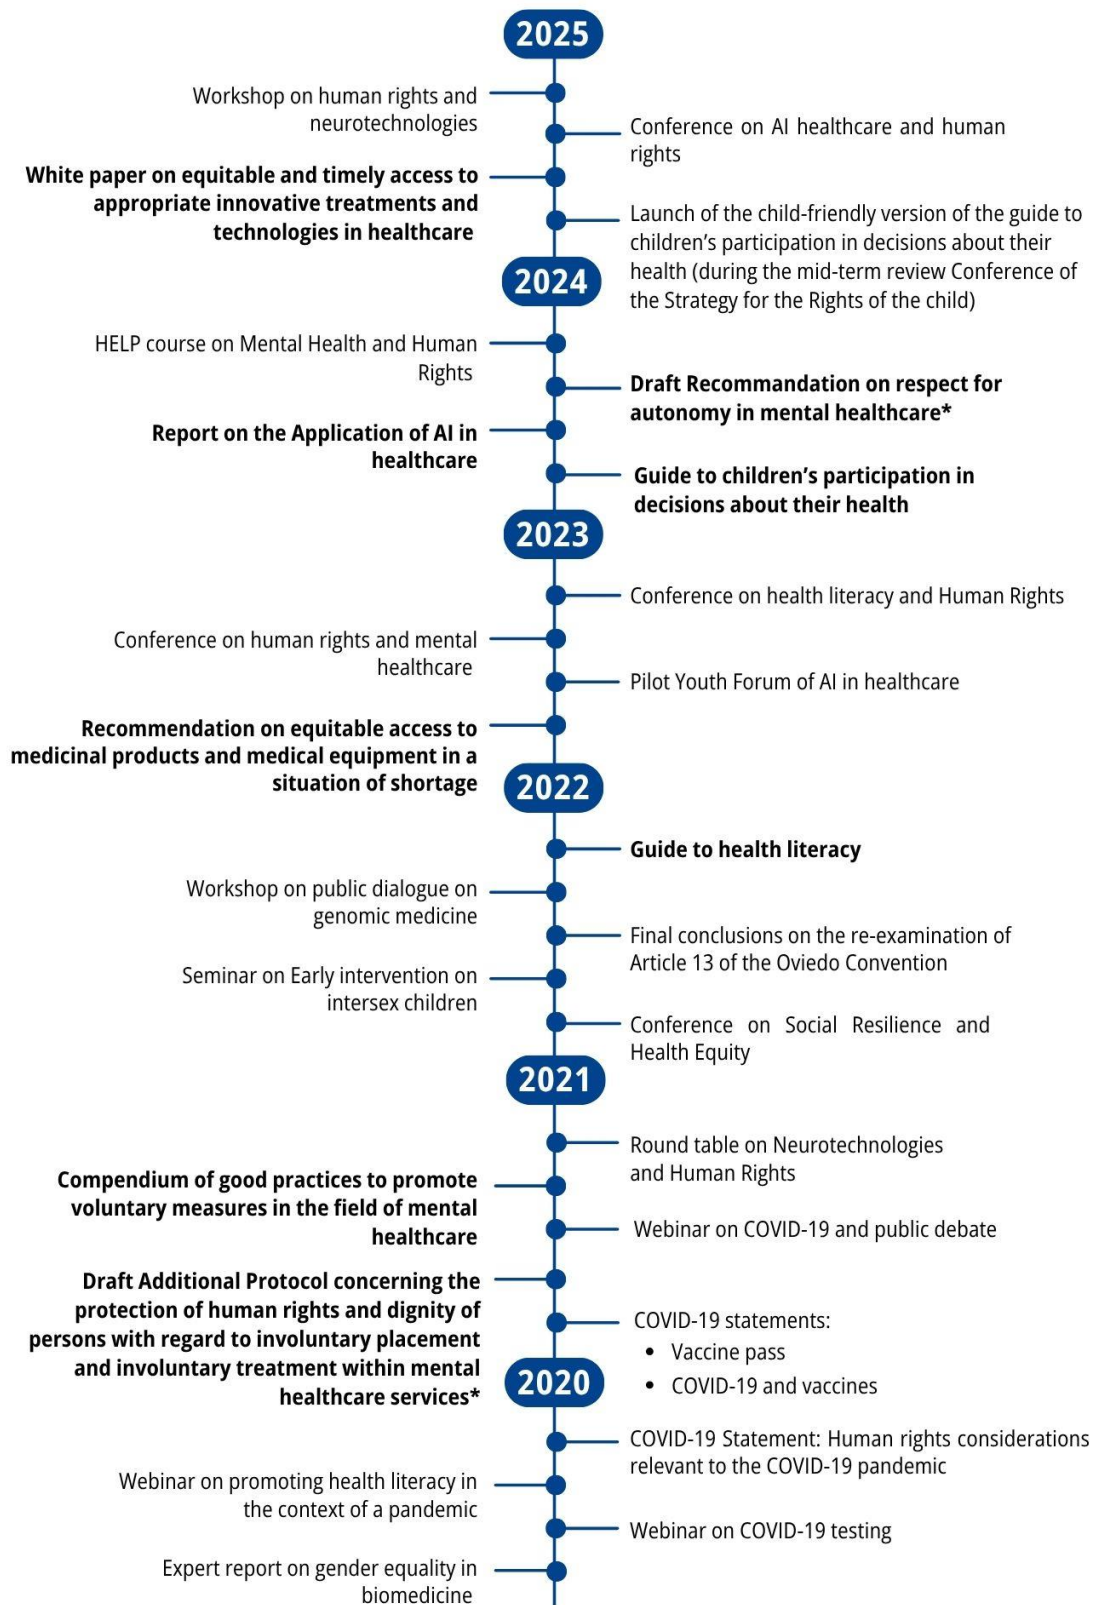 2025
Workshop on human rights and
neurotechnologies
Conference on AI healthcare and human
rights
White paper on equitable and timely access to
appropriate innovative treatments and
technologies in healthcare
Launch of the child-friendly version of the guide to
children’s participation in decisions about their
health (during the mid-term review Conference of
the Strategy for the Rights of the child)
2024
HELP course on Mental Health and Human
Rights
Draft Recommandation on respect for
autonomy in mental healthcare*
Report on the Application of AI in
healthcare
Guide to children’s participation in
decisions about their health
2023
Conference on health literacy and Human Rights
Conference on human rights and mental
healthcare
Pilot Youth Forum of AI in healthcare
Recommendation on equitable access to
medicinal products and medical equipment in a
situation of shortage
2022
Guide to health literacy
Workshop on public dialogue on
genomic medicine
Final conclusions on the re-examination of
Article 13 of the Oviedo Convention
Seminar on Early intervention on
intersex children
Conference on Social Resilience and
Health Equity
2021
Round table on Neurotechnologies
and Human Rights
Compendium of good practices to promote
voluntary measures in the field of mental
healthcare
Webinar on COVID-19 and public debate
Draft Additional Protocol concerning the
protection of human rights and dignity of
persons with regard to involuntary placement
and involuntary treatment within mental
healthcare services*
COVID-19 statements:
• Vaccine pass
• COVID-19 and vaccines
2020
COVID-19 Statement: Human rights considerations
relevant to the COVID-19 pandemic
Webinar on promoting health literacy in
the context of a pandemic
Webinar on COVID-19 testing
Expert report on gender equality in
biomedicine